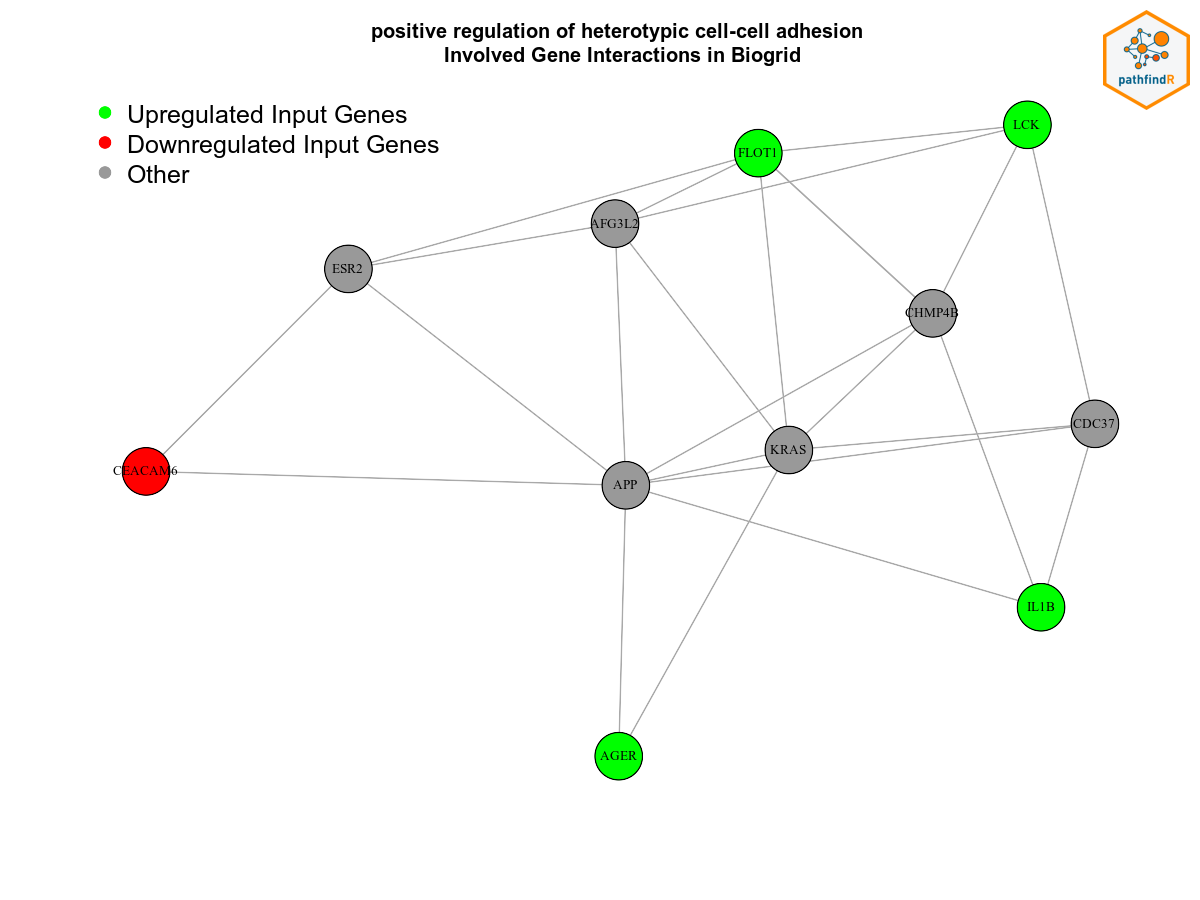 positive regulation of heterotypic cell-cell adhesion
Involved Gene Interactions in Biogrid
pathfindR
Upregulated Input Genes
Downregulated Input Genes
Other
LCK
FLOT1
AFG3L2
ESR2
CHMP4B
CDC37
KRAS
CEACAM6
APP
IL1B
AGER